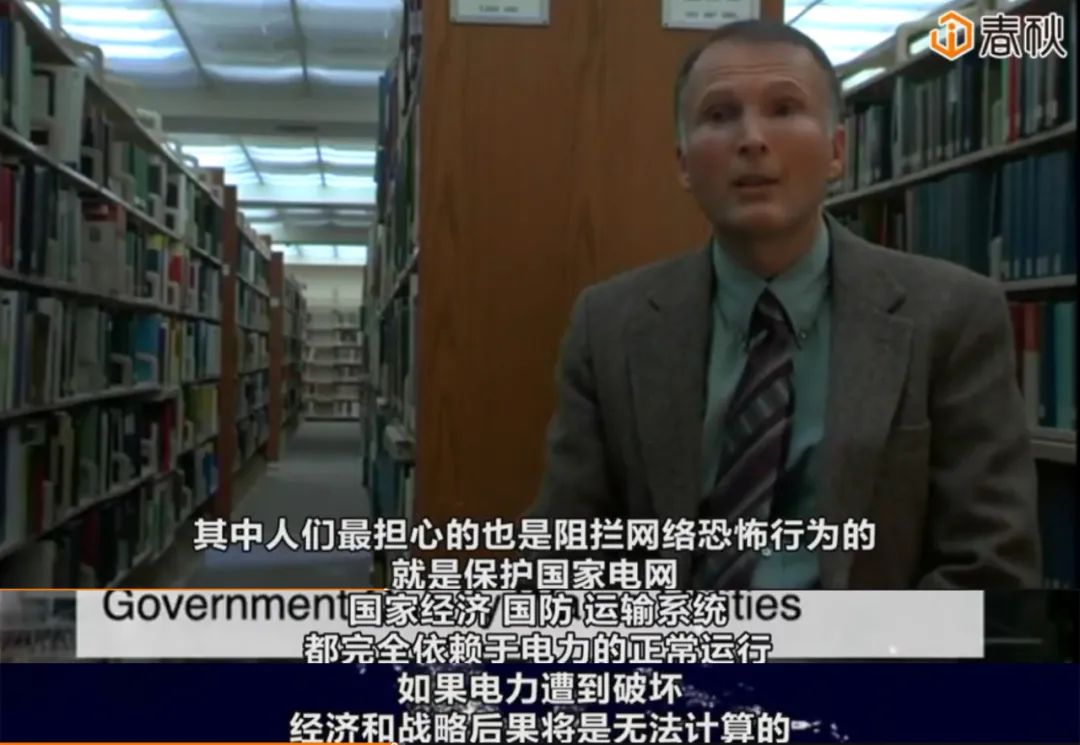 春秋
其中人们最担心的也是阻拦网络恐怖行为的
就是保护国家电网
Government
ties
国家经济 国防 运输系统
都完全依赖于电力的正常运行
如果电力遭到破坏
经济和战略后果将是无法计算的